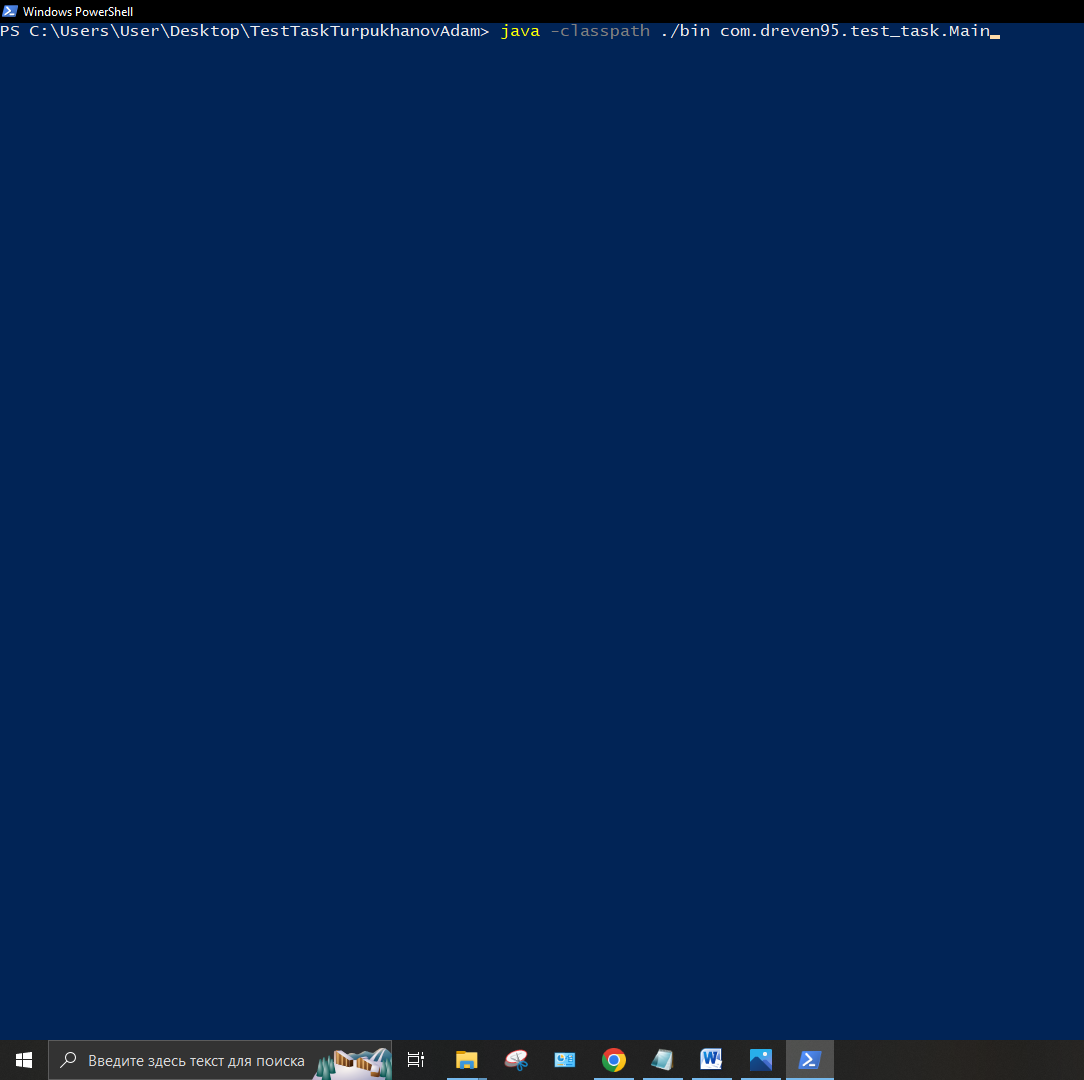 Windows PowerShell
PS C:\Users\User\Desktop\TestTaskTurpukhanovAdam> java -classpath ./bin com.dreven95.test_task.Main
Введите здесь текст для поиска
W